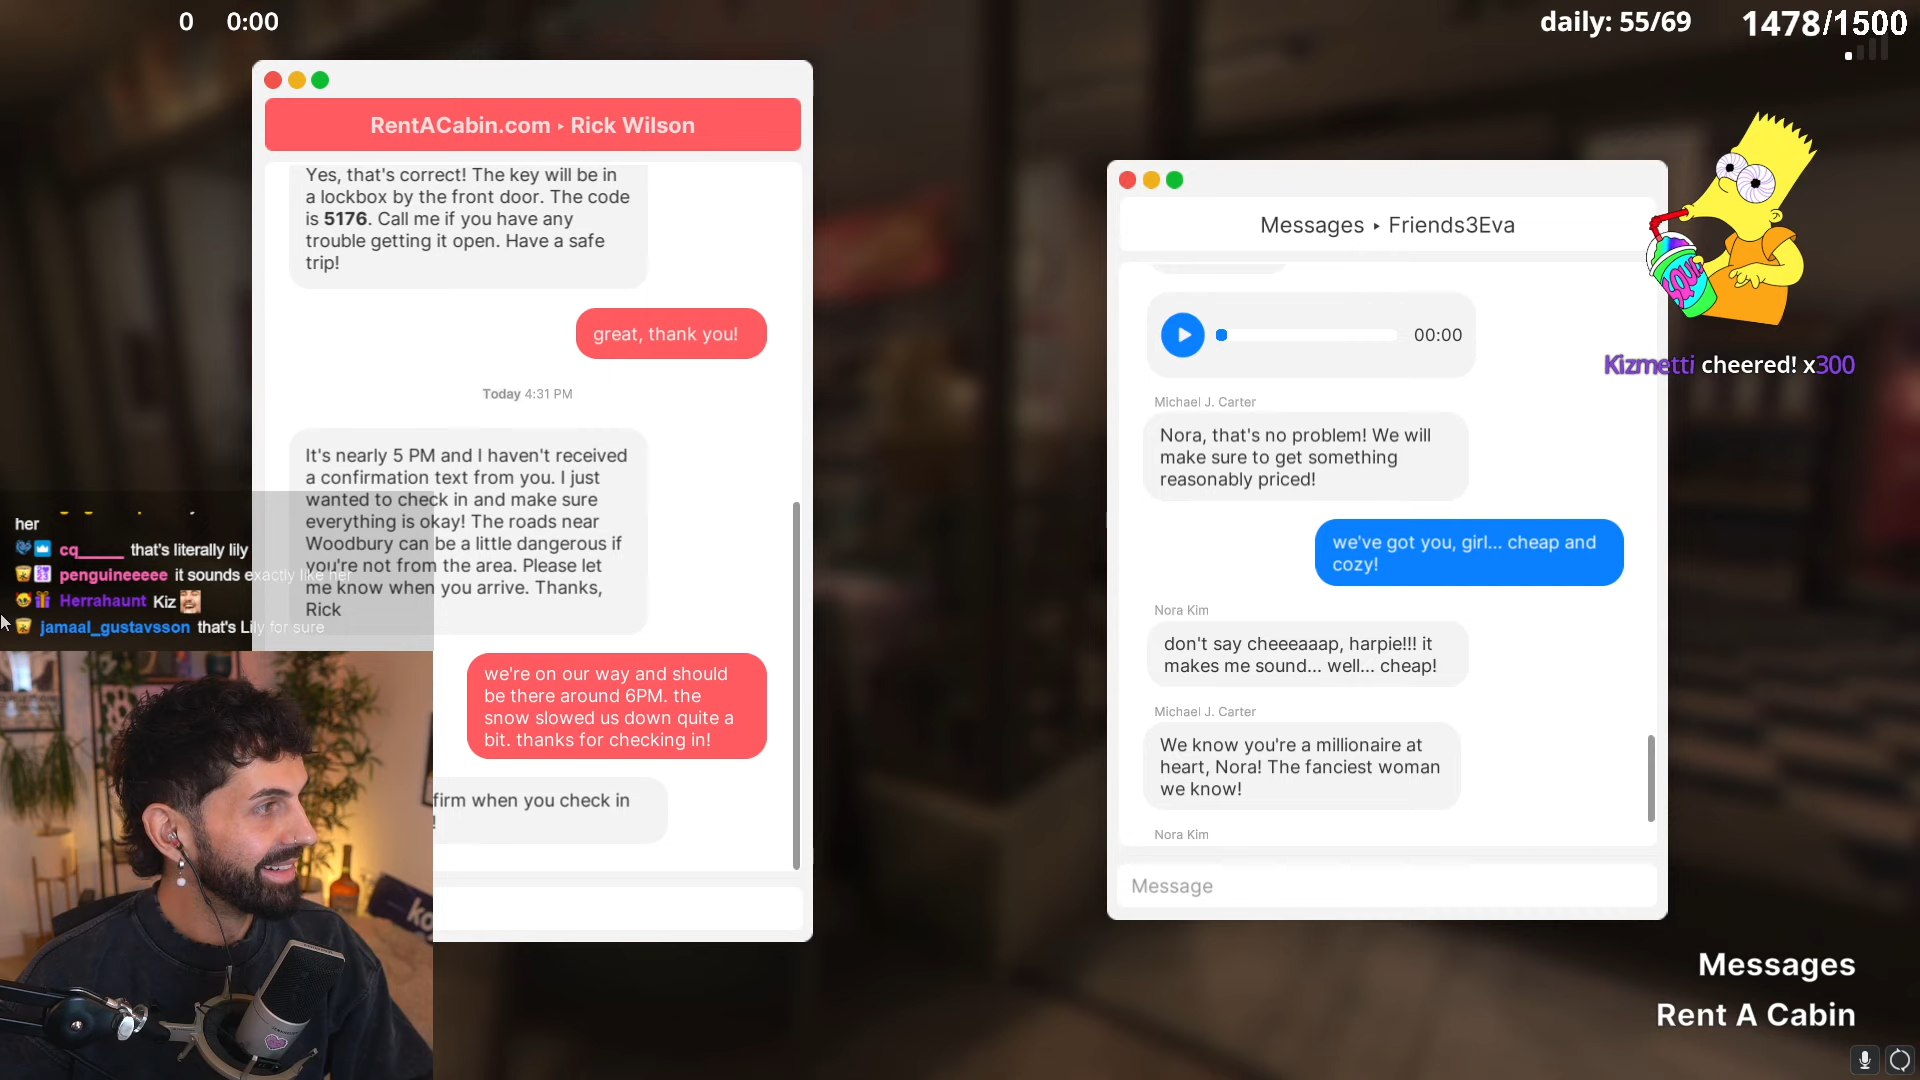 0 0:00
daily: 55/69 1478/1500
RentACabin.com ‣ Rick Wilson
Yes, that's correct! The key will be in
a lockbox by the front door. The code
is 5176. Call me if you have any
trouble getting it open. Have a safe
trip!
great, thank you!
Today 4:31 PM
It's nearly 5 PM and I haven't received
a confirmation text from you. I just
wanted to check in and make sure
everything is okay! The roads near
Woodbury can be a little dangerous if
you're not from the area. Please let
me know when you arrive. Thanks,
Rick
we're on our way and should
be there around 6PM. the
snow slowed us down quite a
bit. thanks for checking in!
firm when you check in
!
her
cq_____ that's literally lily
penguineeeee it sounds exactly like her
Herrahaunt Kiz
jamaal_gustavsson that's Lily for sure
Messages ‣ Friends3Eva
00:00
Michael J. Carter
Nora, that's no problem! We will
make sure to get something
reasonably priced!
we've got you, girl... cheap and
cozy!
Nora Kim
don't say cheeeaaap, harpie!!! it
makes me sound... well... cheap!
Michael J. Carter
We know you're a millionaire at
heart, Nora! The fanciest woman
we know!
Nora Kim
Message
Kizmetti cheered! x300
Messages
Rent A Cabin